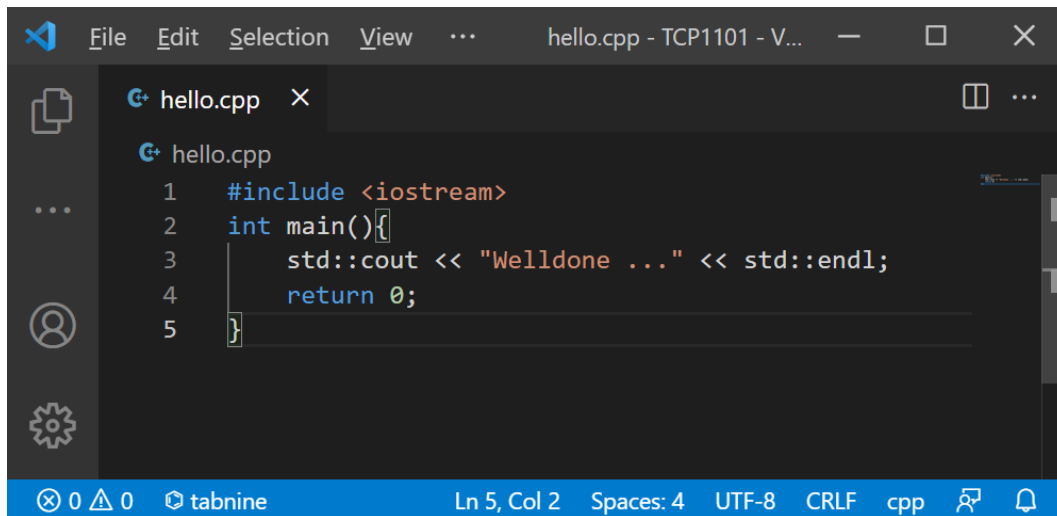 File Edit Selection View ··· hello.cpp - TCP1101 - V...
hello.cpp
hello.cpp
1 #include <iostream>
2 int main(){
3 std::cout << "Welldone ..." << std::endl;
4 return 0;
5 }
0 0 tabnine Ln 5, Col 2 Spaces: 4 UTF-8 CRLF cpp